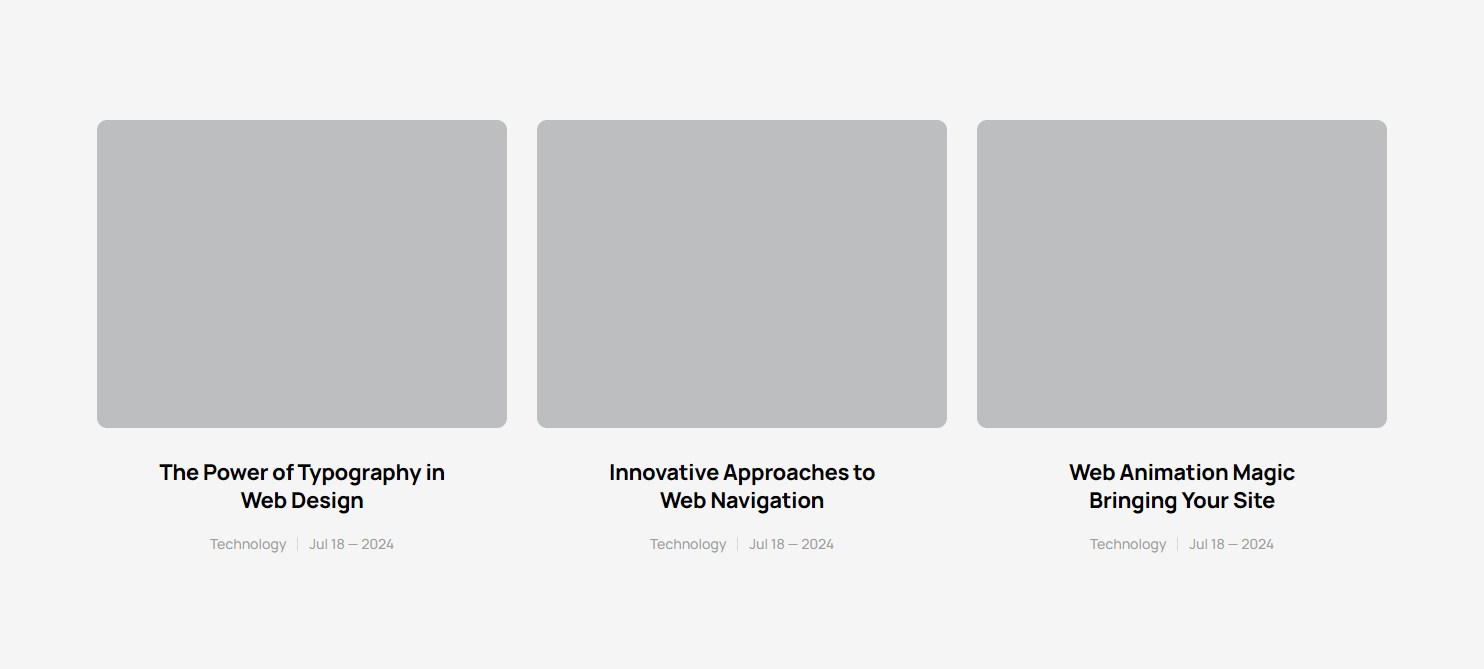 The Power of Typography in
Web Design
Technology | Jul 18 — 2024
Innovative Approaches to
Web Navigation
Technology | Jul 18 — 2024
Web Animation Magic
Bringing Your Site
Technology | Jul 18 — 2024